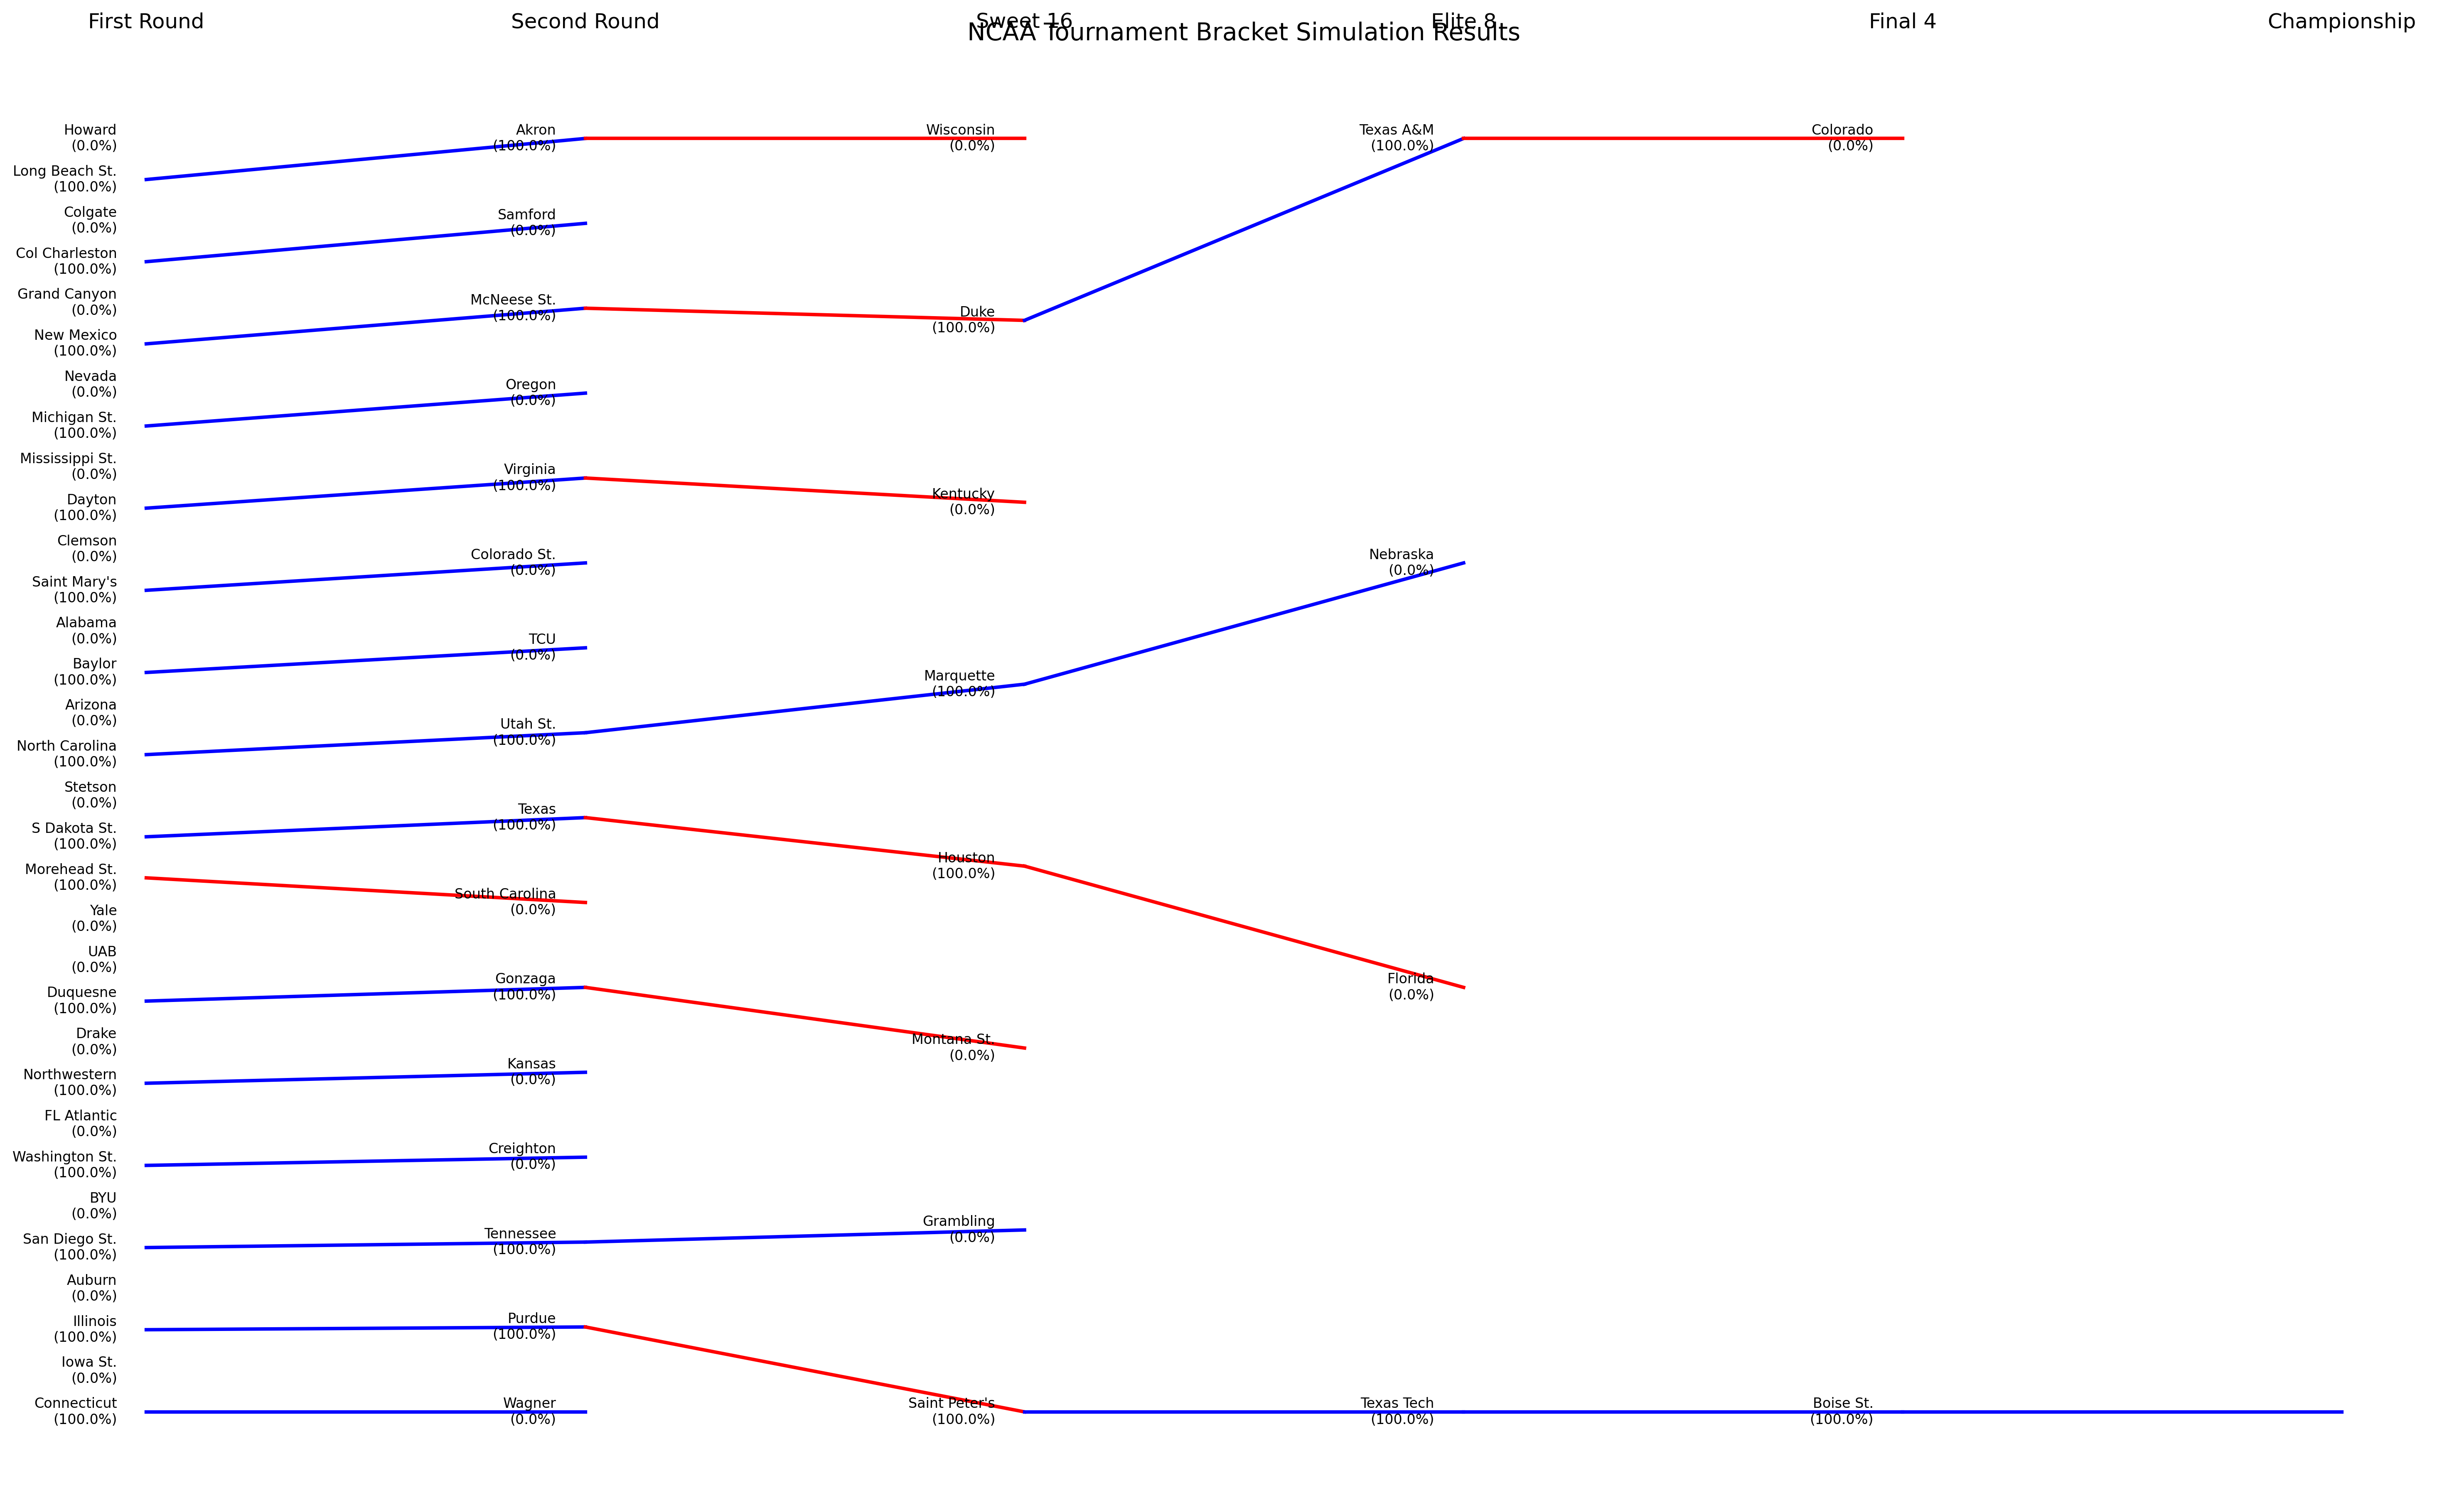 First Round
Second Round
Sweet 16
Elite 8
Final 4
Championship
NCAA Tournament Bracket Simulation Results
Howard
(0.0%)
Long Beach St.
(100.0%)
Colgate
(0.0%)
Col Charleston
(100.0%)
Grand Canyon
(0.0%)
New Mexico
(100.0%)
Nevada
(0.0%)
Michigan St.
(100.0%)
Mississippi St.
(0.0%)
Dayton
(100.0%)
Clemson
(0.0%)
Saint Mary's
(100.0%)
Alabama
(0.0%)
Baylor
(100.0%)
Arizona
(0.0%)
North Carolina
(100.0%)
Stetson
(0.0%)
S Dakota St.
(100.0%)
Morehead St.
(100.0%)
Yale
(0.0%)
UAB
(0.0%)
Duquesne
(100.0%)
Drake
(0.0%)
Northwestern
(100.0%)
FL Atlantic
(0.0%)
Washington St.
(100.0%)
BYU
(0.0%)
San Diego St.
(100.0%)
Auburn
(0.0%)
Illinois
(100.0%)
Iowa St.
(0.0%)
Connecticut
(100.0%)
Akron
(100.0%)
Samford
(0.0%)
McNeese St.
(100.0%)
Oregon
(0.0%)
Virginia
(100.0%)
Colorado St.
(0.0%)
TCU
(0.0%)
Utah St.
(100.0%)
Texas
(100.0%)
South Carolina
(0.0%)
Gonzaga
(100.0%)
Kansas
(0.0%)
Creighton
(0.0%)
Tennessee
(100.0%)
Purdue
(100.0%)
Wagner
(0.0%)
Wisconsin
(0.0%)
Duke
(100.0%)
Kentucky
(0.0%)
Marquette
(100.0%)
Houston
(100.0%)
Montana St.
(0.0%)
Grambling
(0.0%)
Saint Peter's
(100.0%)
Texas A&M
(100.0%)
Nebraska
(0.0%)
Florida
(0.0%)
Texas Tech
(100.0%)
Colorado
(0.0%)
Boise St.
(100.0%)